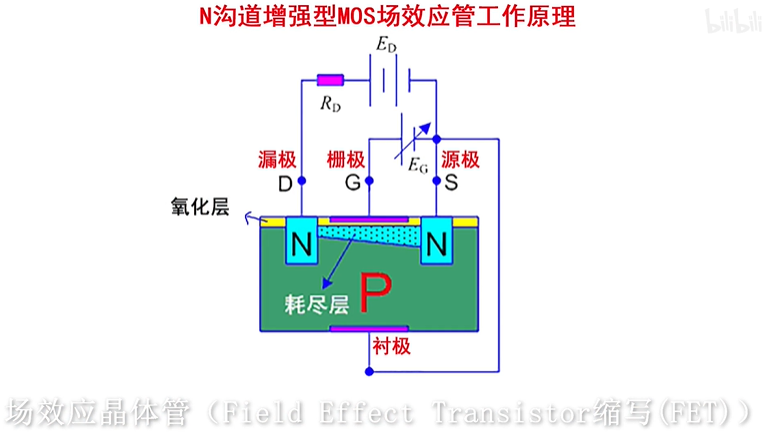 N沟道增强型MOS场效应管工作原理
bilibili
E_D
R_D
漏极 栅极 E_G 源极
D G S
氧化层
N N
P
耗尽层
衬极
场效应晶体管（Field Effect Transistor缩写(FET)）